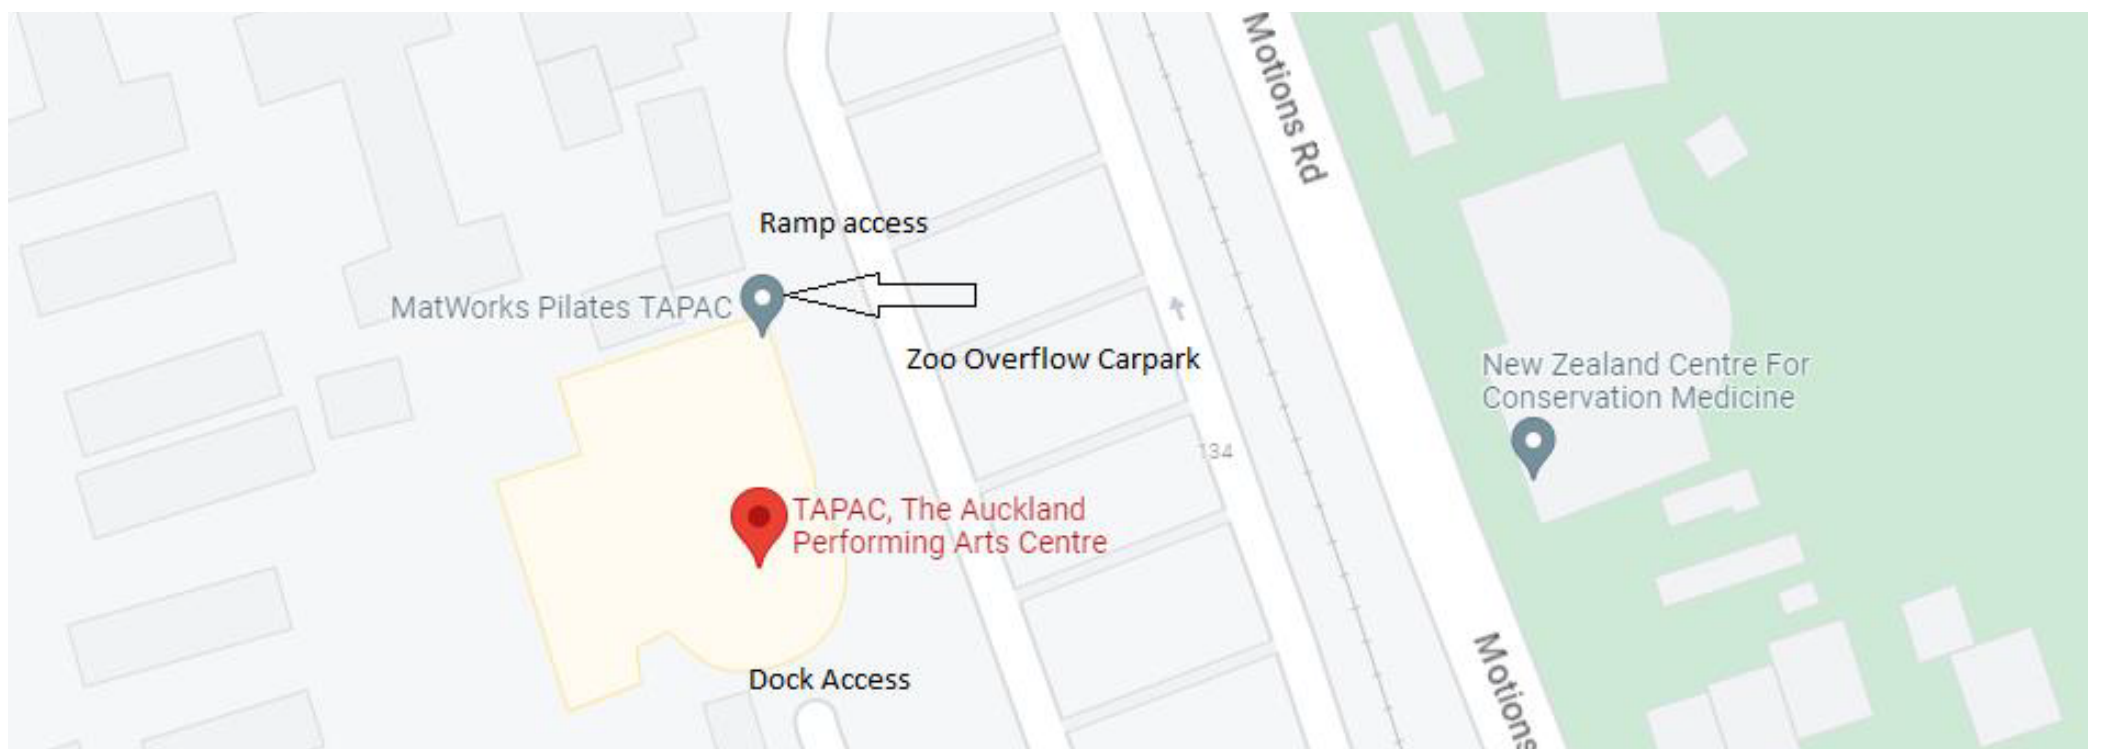 Motions Rd
Ramp access
MatWorks Pilates TAPAC
Zoo Overflow Carpark
New Zealand Centre For
Conservation Medicine
134
TAPAC, The Auckland
Performing Arts Centre
Dock Access
Motions